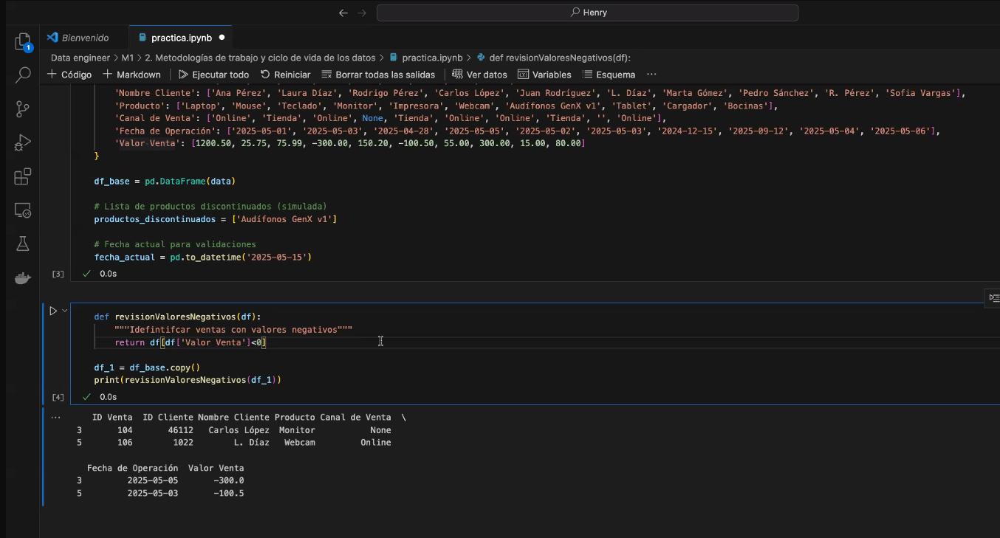 Henry
Bienvenido
practica.ipynb
Data engineer > M1 > 2. Metodologías de trabajo y ciclo de vida de los datos > practica.ipynb > def revisionValoresNegativos(df):
+ Código + Markdown | Ejecutar todo Reiniciar Borrar todas las salidas | Ver datos Variables Esquema ...
1
'Nombre Cliente': ['Ana Pérez', 'Laura Díaz', 'Rodrigo Pérez', 'Carlos López', 'Juan Rodríguez', 'L. Díaz', 'Marta Gómez', 'Pedro Sánchez', 'R. Pérez', 'Sofia Vargas'],
'Producto': ['Laptop', 'Mouse', 'Teclado', 'Monitor', 'Impresora', 'Webcam', 'Audífonos GenX v1', 'Tablet', 'Cargador', 'Bocinas'],
'Canal de Venta': ['Online', 'Tienda', 'Online', None, 'Tienda', 'Online', 'Online', 'Tienda', '', 'Online'],
'Fecha de Operación': ['2025-05-01', '2025-05-03', '2025-04-28', '2025-05-05', '2025-05-02', '2025-05-03', '2024-12-15', '2025-09-12', '2025-05-04', '2025-05-06'],
'Valor Venta': [1200.50, 25.75, 75.99, -300.00, 150.20, -100.50, 55.00, 300.00, 15.00, 80.00]
}
df_base = pd.DataFrame(data)
# Lista de productos discontinuados (simulada)
productos_discontinuados = ['Audífonos GenX v1']
# Fecha actual para validaciones
fecha_actual = pd.to_datetime('2025-05-15')
[3] 0.0s
def revisionValoresNegativos(df):
"""Idefintifcar ventas con valores negativos"""
return df[df['Valor Venta']<0]
df_1 = df_base.copy()
print(revisionValoresNegativos(df_1))
[4] 0.0s
... ID Venta ID Cliente Nombre Cliente Producto Canal de Venta \
3 104 46112 Carlos López Monitor None
5 106 1022 L. Díaz Webcam Online
Fecha de Operación Valor Venta
3 2025-05-05 -300.0
5 2025-05-03 -100.5